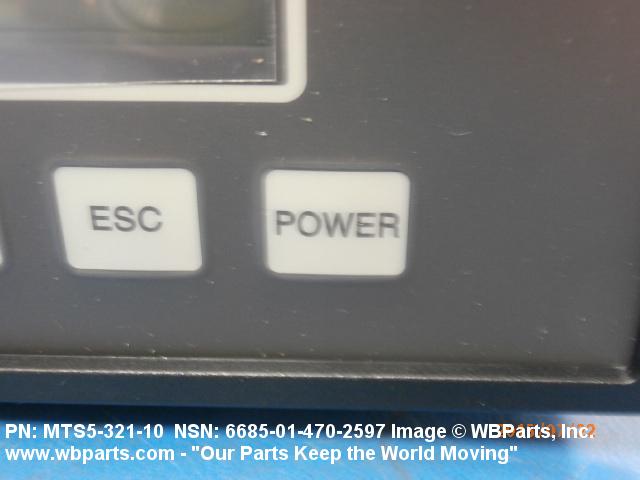 ESC
POWER
PN: MTS5-321-10 NSN: 6685-01-470-2597 Image © WBParts, Inc.
www.wbparts.com - "Our Parts Keep the World Moving"